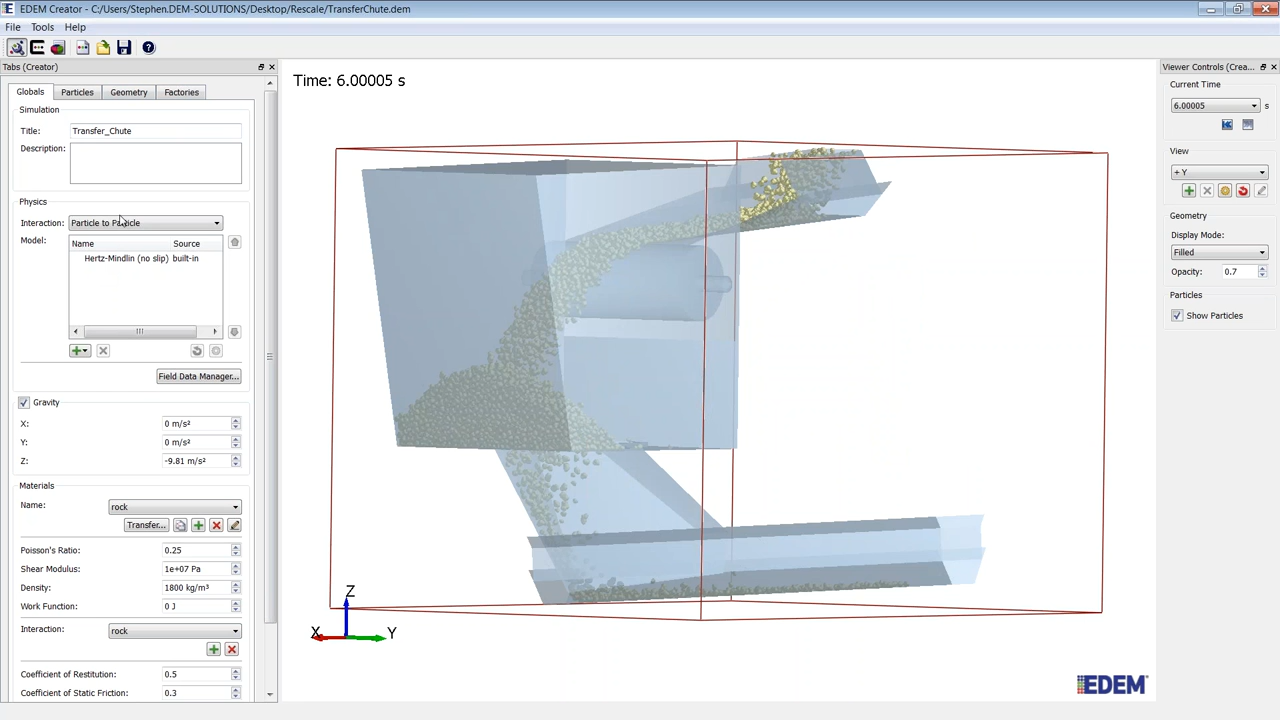 EDEM Creator - C:/Users/Stephen.DEM-SOLUTIONS/Desktop/Rescale/TransferChute.dem
File Tools Help
Tabs (Creator)
Globals Particles Geometry Factories
Simulation
Title: Transfer_Chute
Description:
Physics
Interaction: Particle to Particle
Model: Name Source
Hertz-Mindlin (no slip) built-in
Field Data Manager...
Gravity
X: 0 m/s²
Y: 0 m/s²
Z: -9.81 m/s²
Materials
Name: rock
Transfer...
Poisson's Ratio: 0.25
Shear Modulus: 1e+07 Pa
Density: 1800 kg/m³
Work Function: 0 J
Interaction: rock
Coefficient of Restitution: 0.5
Coefficient of Static Friction: 0.3
Time: 6.00005 s
Z
X Y
EDEM
Viewer Controls (Crea...
Current Time
6.00005 s
View
+ Y
Geometry
Display Mode:
Filled
Opacity: 0.7
Particles
Show Particles